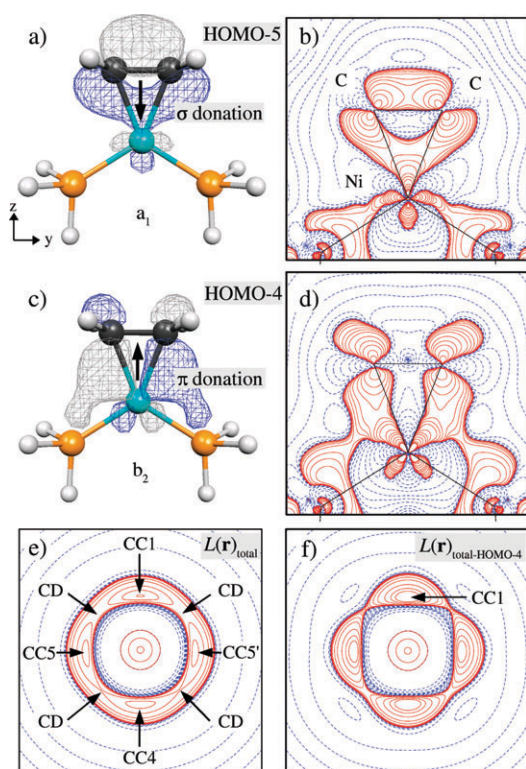 a)
HOMO-5
σ donation
a1
z
y
b)
C C
Ni
c)
HOMO-4
π donation
b2
d)
e)
L(r)total
CC1
CD CD
CC5 CC5'
CD CD
CC4
f)
L(r)total-HOMO-4
CC1